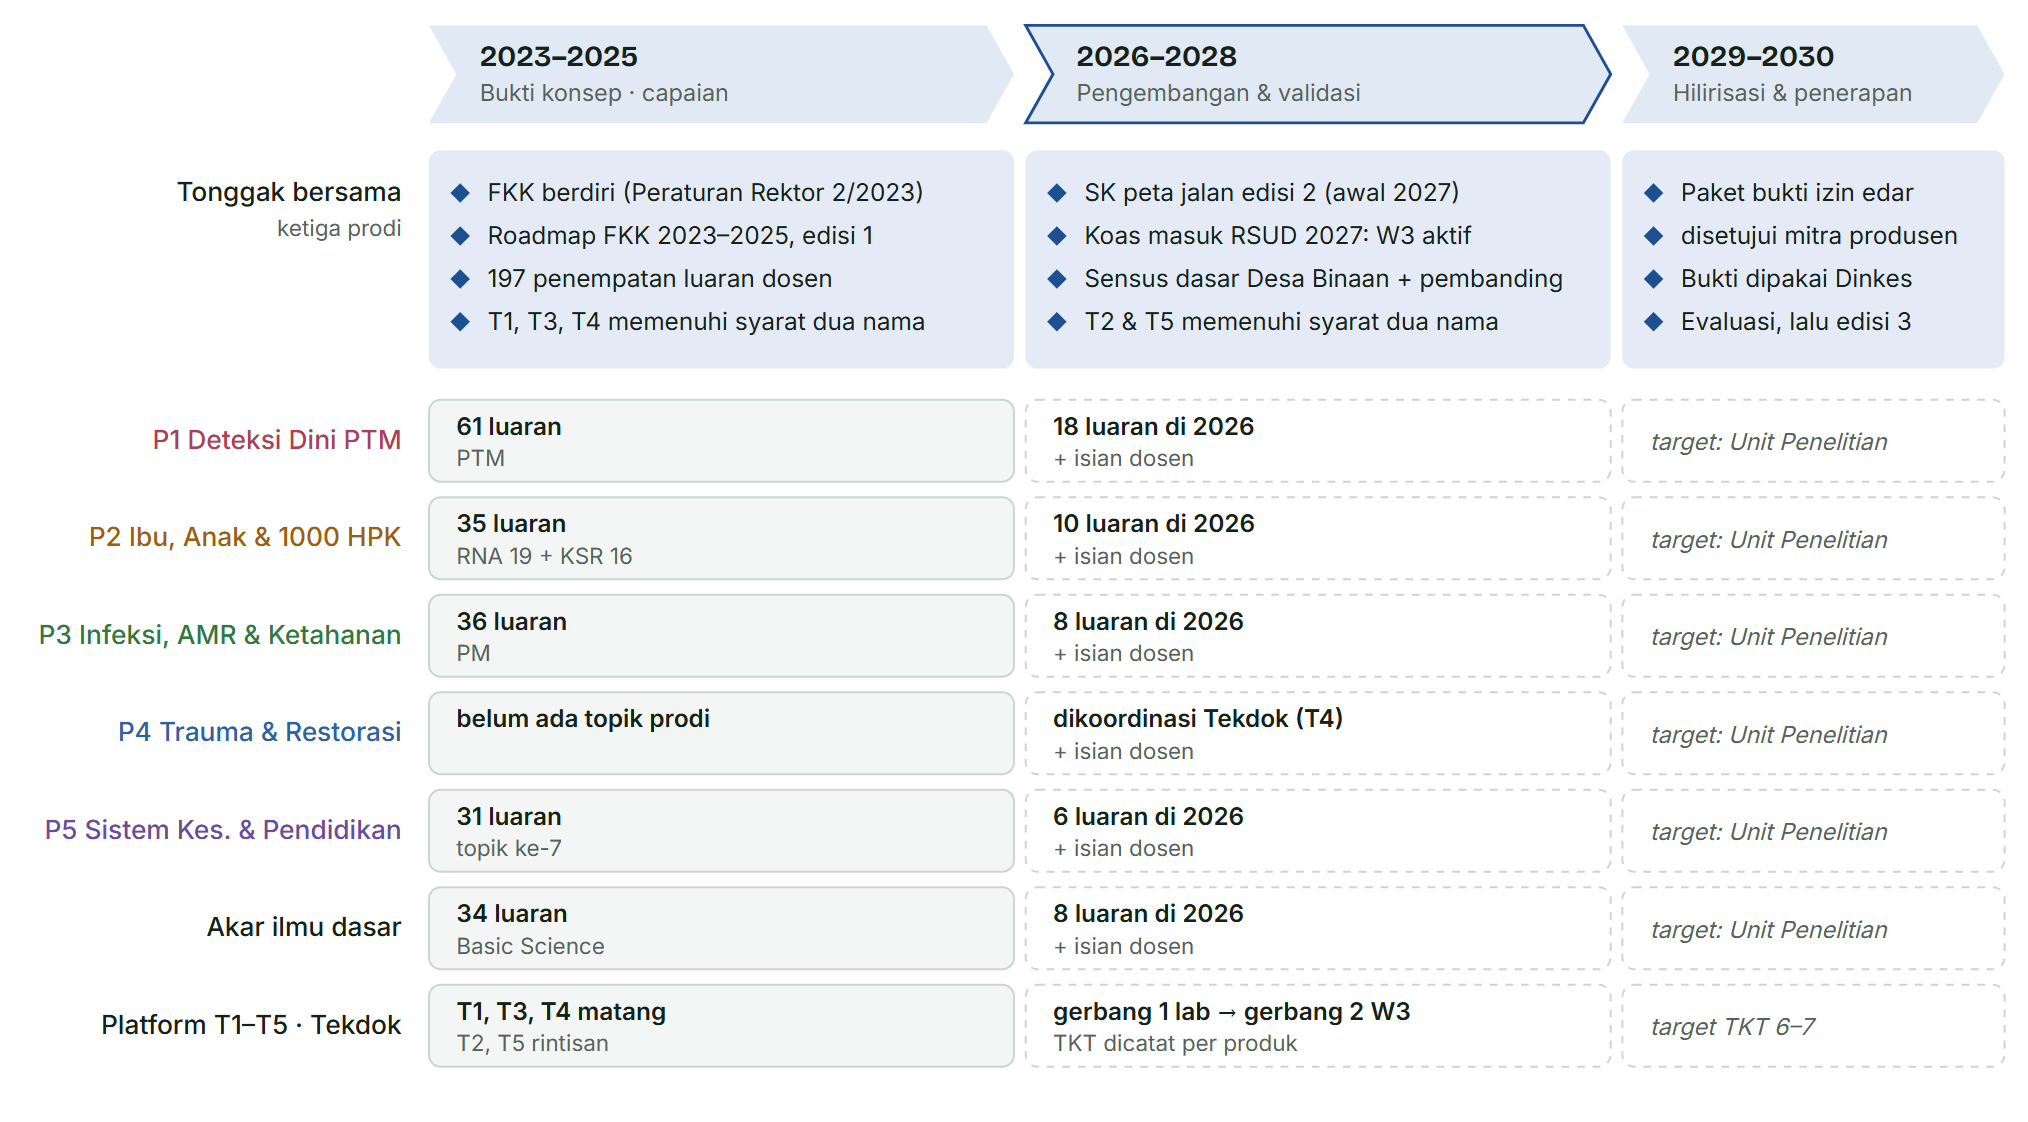 2023–2025
Bukti konsep · capaian
2026–2028
Pengembangan & validasi
2029–2030
Hilirisasi & penerapan
Tonggak bersama
ketiga prodi
FKK berdiri (Peraturan Rektor 2/2023)
Roadmap FKK 2023–2025, edisi 1
197 penempatan luaran dosen
T1, T3, T4 memenuhi syarat dua nama
SK peta jalan edisi 2 (awal 2027)
Koas masuk RSUD 2027: W3 aktif
Sensus dasar Desa Binaan + pembanding
T2 & T5 memenuhi syarat dua nama
Paket bukti izin edar
disetujui mitra produsen
Bukti dipakai Dinkes
Evaluasi, lalu edisi 3
P1 Deteksi Dini PTM
61 luaran
PTM
18 luaran di 2026
+ isian dosen
target: Unit Penelitian
P2 Ibu, Anak & 1000 HPK
35 luaran
RNA 19 + KSR 16
10 luaran di 2026
+ isian dosen
target: Unit Penelitian
P3 Infeksi, AMR & Ketahanan
36 luaran
PM
8 luaran di 2026
+ isian dosen
target: Unit Penelitian
P4 Trauma & Restorasi
belum ada topik prodi
dikoordinasi Tekdok (T4)
+ isian dosen
target: Unit Penelitian
P5 Sistem Kes. & Pendidikan
31 luaran
topik ke-7
6 luaran di 2026
+ isian dosen
target: Unit Penelitian
Akar ilmu dasar
34 luaran
Basic Science
8 luaran di 2026
+ isian dosen
target: Unit Penelitian
Platform T1–T5 · Tekdok
T1, T3, T4 matang
T2, T5 rintisan
gerbang 1 lab → gerbang 2 W3
TKT dicatat per produk
target TKT 6–7